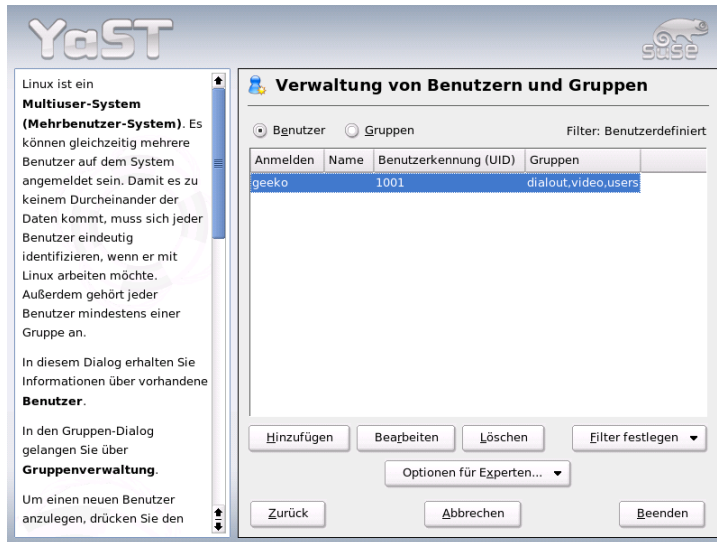 YaST
SUSE
Linux ist ein
Multiuser-System
(Mehrbenutzer-System). Es
können gleichzeitig mehrere
Benutzer auf dem System
angemeldet sein. Damit es zu
keinem Durcheinander der
Daten kommt, muss sich jeder
Benutzer eindeutig
identifizieren, wenn er mit
Linux arbeiten möchte.
Außerdem gehört jeder
Benutzer mindestens einer
Gruppe an.
In diesem Dialog erhalten Sie
Informationen über vorhandene
Benutzer.
In den Gruppen-Dialog
gelangen Sie über
Gruppenverwaltung.
Um einen neuen Benutzer
anzulegen, drücken Sie den
Verwaltung von Benutzern und Gruppen
Benutzer Gruppen Filter: Benutzerdefiniert
Anmelden Name Benutzerkennung (UID) Gruppen
geeko 1001 dialout,video,users
Hinzufügen Bearbeiten Löschen Filter festlegen
Optionen für Experten...
Zurück Abbrechen Beenden